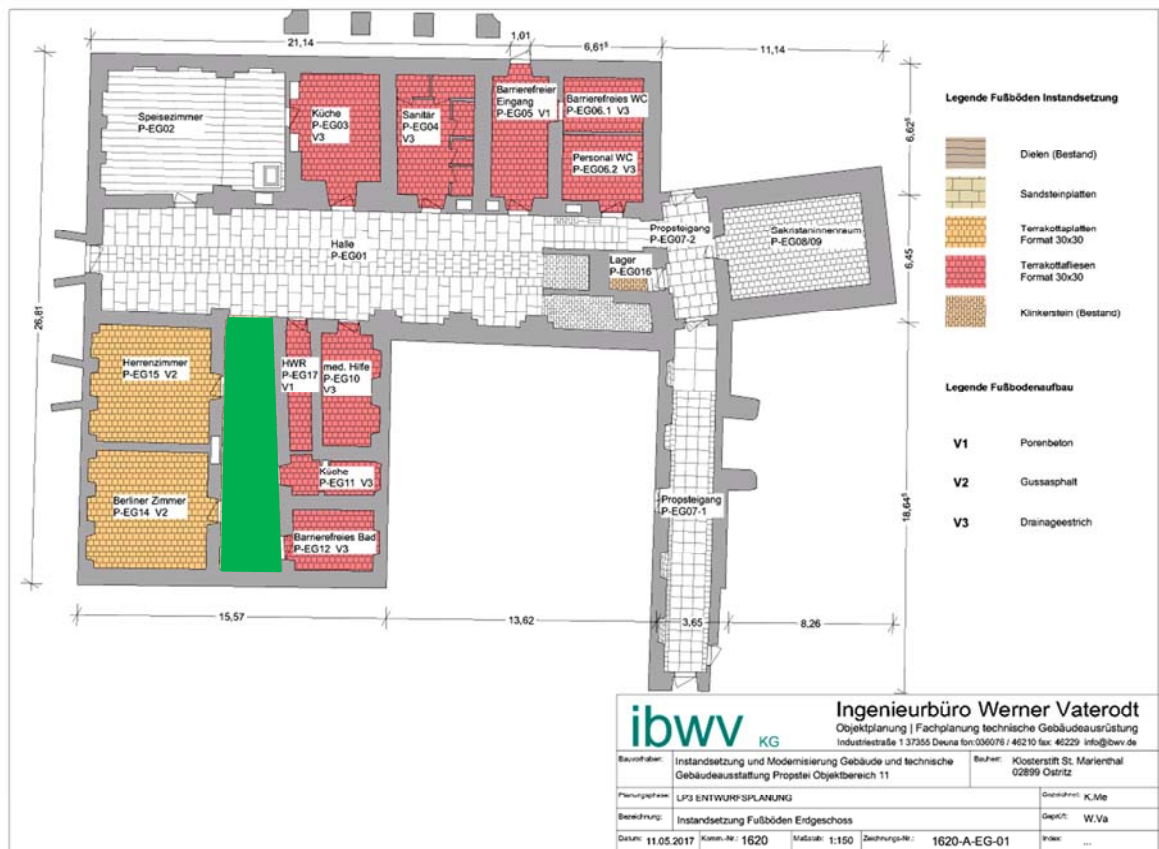 21,14
1,01
6,61⁵
11,14
26,81
6,62⁵
6,45
18,64⁵
15,57
13,62
3,65
8,26
Speisezimmer
P-EG02
Küche
P-EG03
V3
Sanitär
P-EG04
V3
Barrierefreier
Eingang
P-EG05 V1
Barrierefreies WC
P-EG06.1 V3
Personal WC
P-EG06.2 V3
Halle
P-EG01
Lager
P-EG016
Propsteigang
P-EG07-2
Sakristaninnenraum
P-EG08/09
Herrenzimmer
P-EG15 V2
HWR
P-EG17
V1
med. Hilfe
P-EG10
V3
Küche
P-EG11 V3
Berliner Zimmer
P-EG14 V2
Barrierefreies Bad
P-EG12 V3
Propsteigang
P-EG07-1
Legende Fußböden Instandsetzung
Dielen (Bestand)
Sandsteinplatten
Terrakottaplatten
Format 30x30
Terrakottafliesen
Format 30x30
Klinkerstein (Bestand)
Legende Fußbodenaufbau
V1 Porenbeton
V2 Gussasphalt
V3 Drainageestrich
ibwv KG
Ingenieurbüro Werner Vaterodt
Objektplanung | Fachplanung technische Gebäudeausrüstung
Industriestraße 1 37355 Deuna fon:036076 / 46210 fax: 46229 info@ibwv.de
Bauvorhaben: Instandsetzung und Modernisierung Gebäude und technische
Gebäudeausstattung Propstei Objektbereich 11
Bauherr: Klosterstift St. Marienthal
02899 Ostritz
Planungsphase: LP3 ENTWURFSPLANUNG
Gezeichnet: K.Me
Bezeichnung: Instandsetzung Fußböden Erdgeschoss
Geprüft: W.Va
Datum: 11.05.2017 Komm.-Nr.: 1620 Maßstab: 1:150 Zeichnungs-Nr.: 1620-A-EG-01 Index: ...